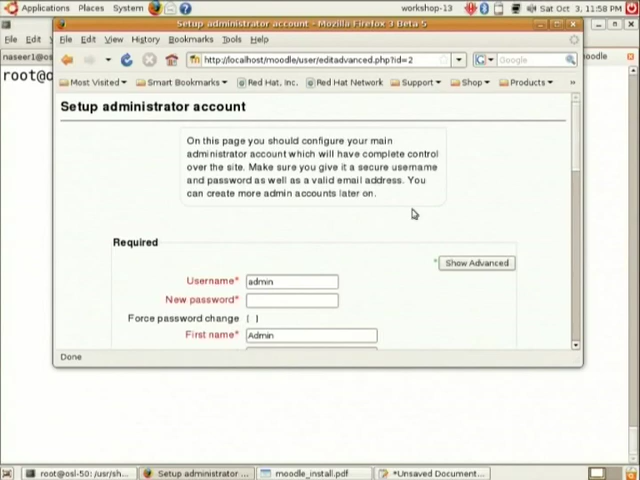 Applications Places System workshop-13 Sat Oct 3, 11:58 PM
Setup administrator account - Mozilla Firefox 3 Beta 5
File Edit View History Bookmarks Tools Help
naseer1@os
root@o
http://localhost/moodle/user/editadvanced.php?id=2
Google
Most Visited Smart Bookmarks Red Hat, Inc. Red Hat Network Support Shop Products »
Setup administrator account
On this page you should configure your main
administrator account which will have complete control
over the site. Make sure you give it a secure username
and password as well as a valid email address. You
can create more admin accounts later on.
Required
* Show Advanced
Username* admin
New password*
Force password change [ ]
First name* Admin
Done
root@osl-50: /usr/sh... Setup administrator ... moodle_install.pdf *Unsaved Document...